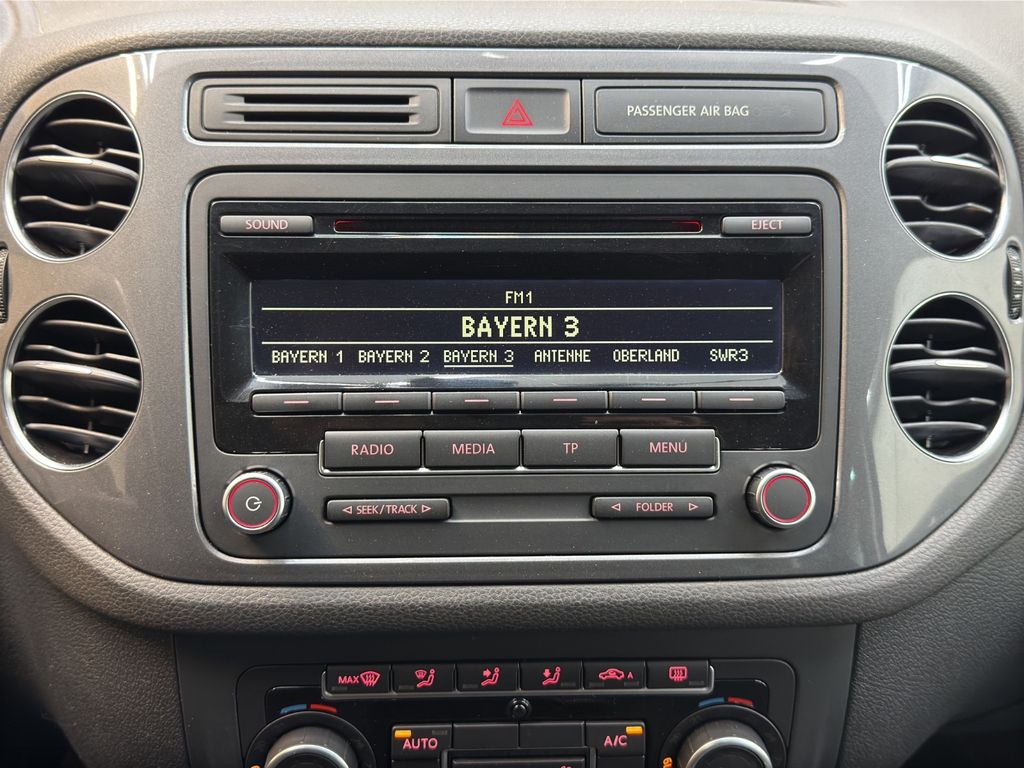 PASSENGER AIR BAG
SOUND EJECT
FM1
BAYERN 3
BAYERN 1 BAYERN 2 BAYERN 3 ANTENNE OBERLAND SWR3
RADIO MEDIA TP MENU
SEEK/TRACK FOLDER
MAX A
AUTO A/C